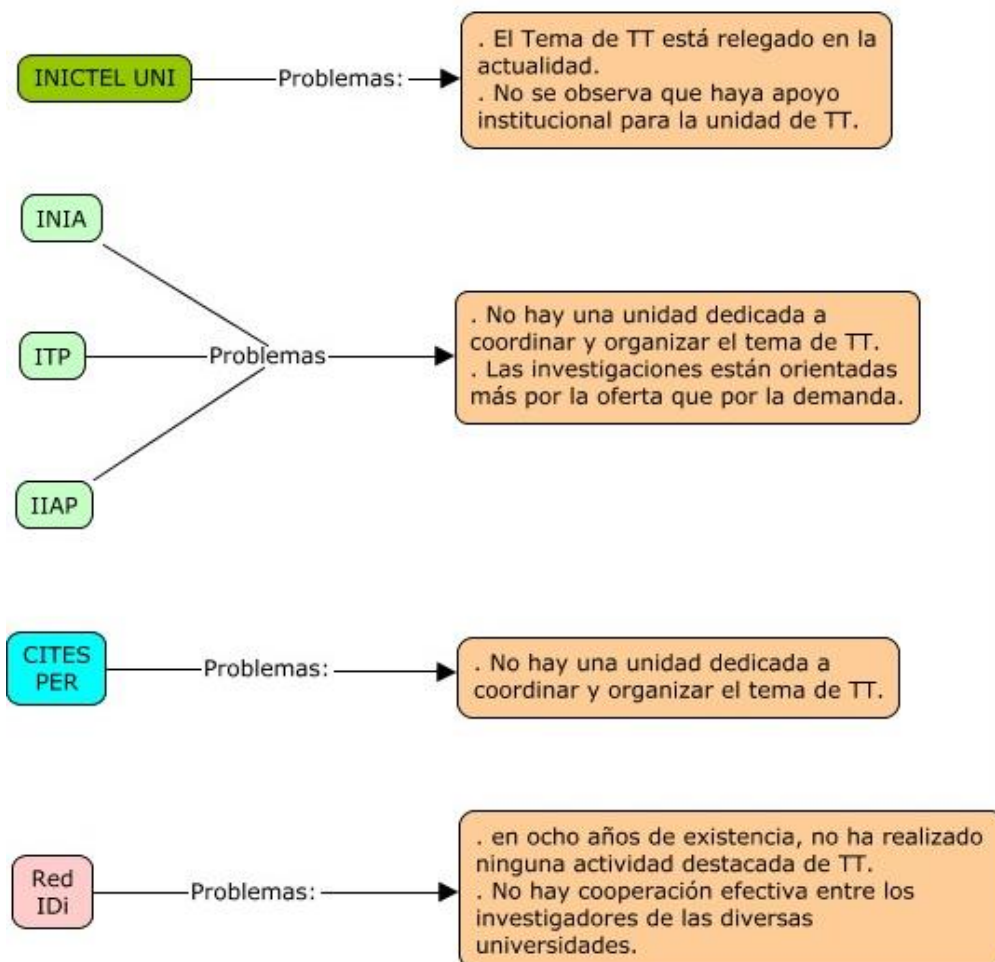 INICTEL UNI
Problemas:
. El Tema de TT está relegado en la
actualidad.
. No se observa que haya apoyo
institucional para la unidad de TT.
INIA
ITP
IIAP
Problemas
. No hay una unidad dedicada a
coordinar y organizar el tema de TT.
. Las investigaciones están orientadas
más por la oferta que por la demanda.
CITES
PER
Problemas:
. No hay una unidad dedicada a
coordinar y organizar el tema de TT.
Red
IDi
Problemas:
. en ocho años de existencia, no ha realizado
ninguna actividad destacada de TT.
. No hay cooperación efectiva entre los
investigadores de las diversas
universidades.